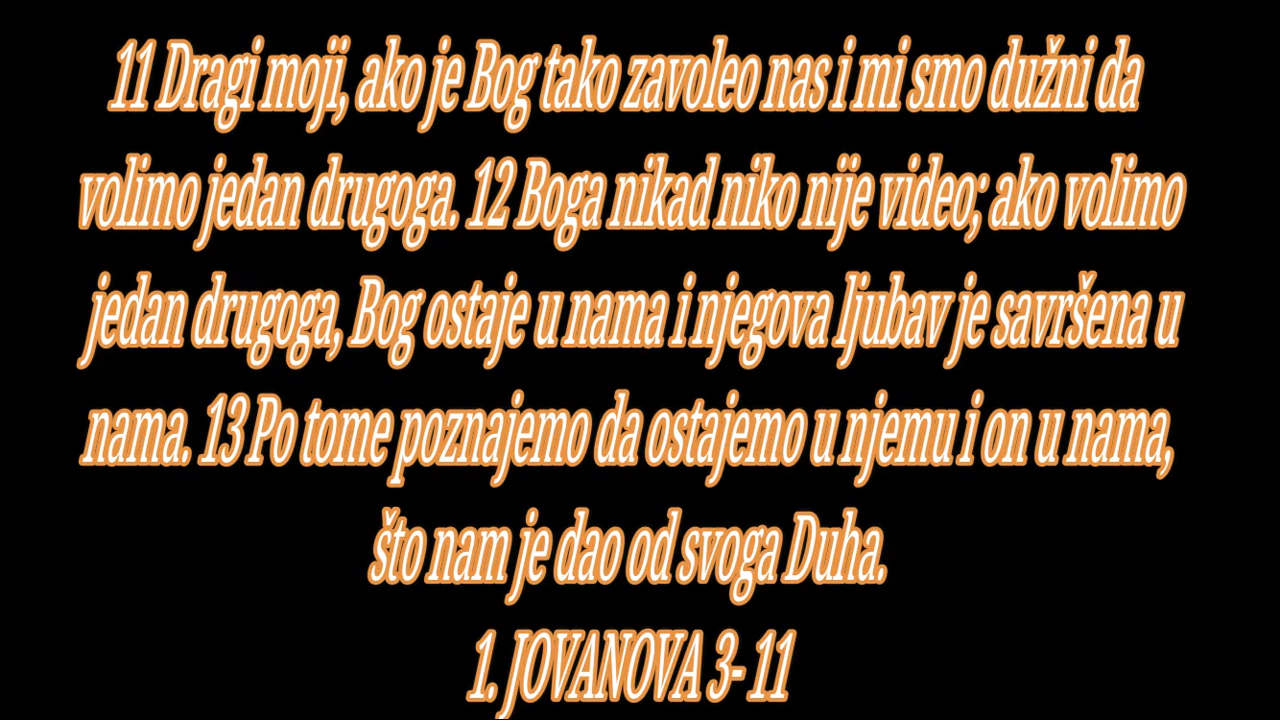 11 Dragi moji, ako je Bog tako zavoleo nas i mi smo dužni da
volimo jedan drugoga. 12 Boga nikad niko nije video; ako volimo
jedan drugoga, Bog ostaje u nama i njegova ljubav je savršena u
nama. 13 Po tome poznajemo da ostajemo u njemu i on u nama,
što nam je dao od svoga Duha.
1. JOVANOVA 3- 11